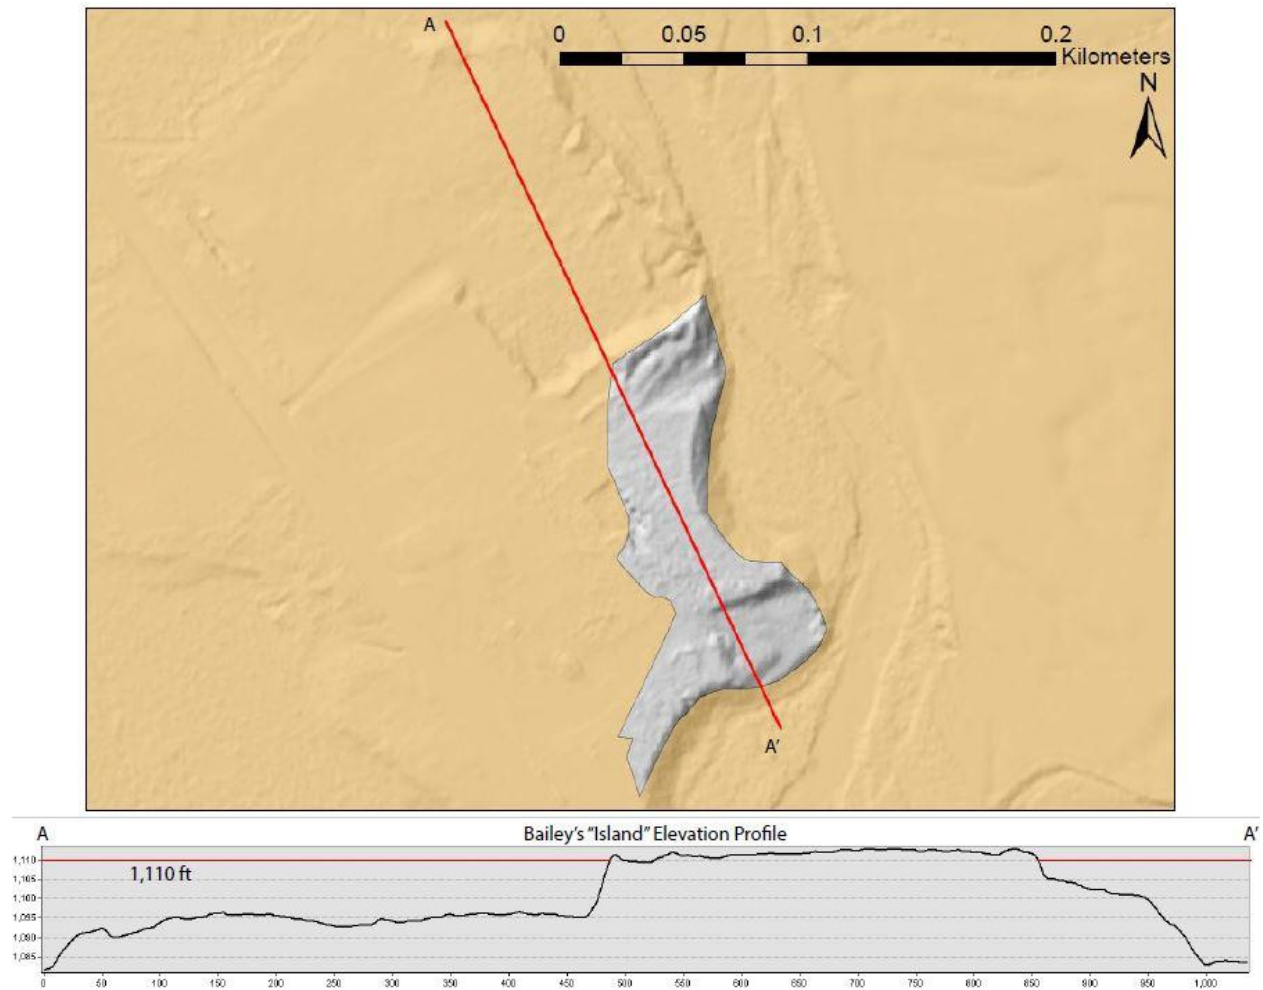 A
0 0.05 0.1 0.2
Kilometers
N
A'
A Bailey's "Island" Elevation Profile A'
1,110
1,110 ft
1,105
1,100
1,095
1,090
1,085
0 50 100 150 200 250 300 350 400 450 500 550 600 650 700 750 800 850 900 950 1,000